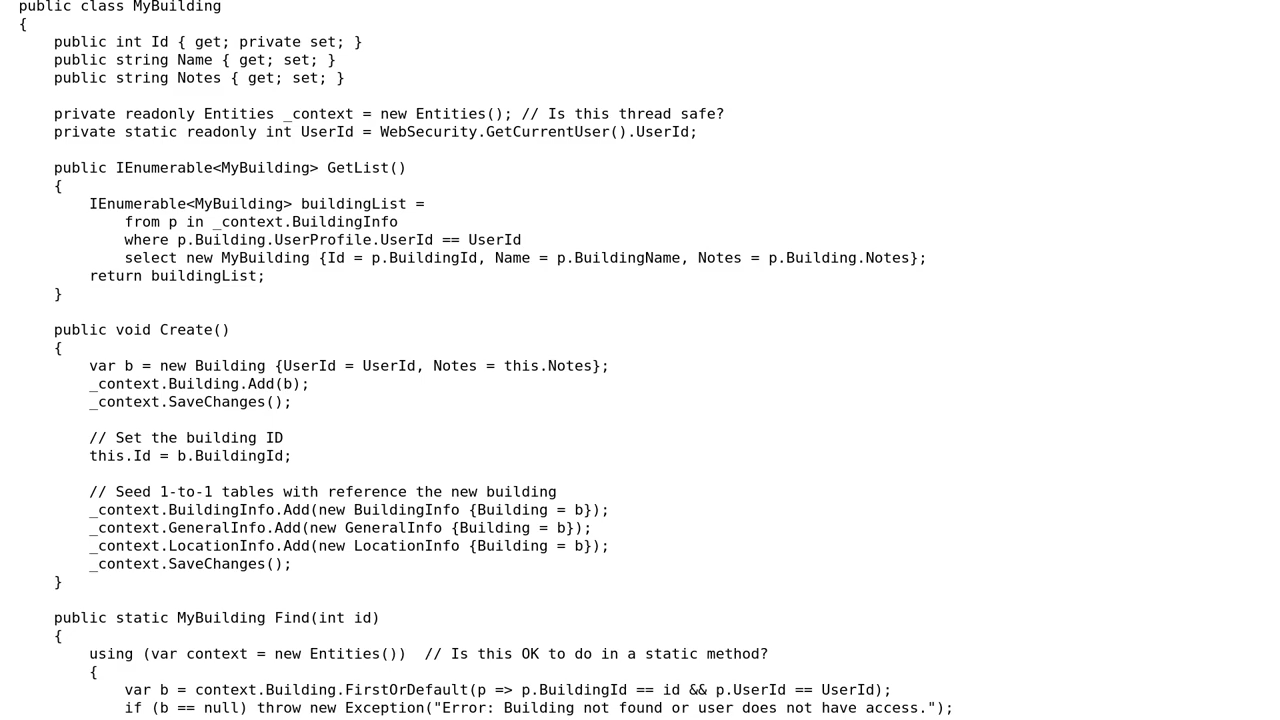 public class MyBuilding
{
    public int Id { get; private set; }
    public string Name { get; set; }
    public string Notes { get; set; }

    private readonly Entities _context = new Entities(); // Is this thread safe?
    private static readonly int UserId = WebSecurity.GetCurrentUser().UserId;

    public IEnumerable<MyBuilding> GetList()
    {
        IEnumerable<MyBuilding> buildingList =
            from p in _context.BuildingInfo
            where p.Building.UserProfile.UserId == UserId
            select new MyBuilding {Id = p.BuildingId, Name = p.BuildingName, Notes = p.Building.Notes};
        return buildingList;
    }

    public void Create()
    {
        var b = new Building {UserId = UserId, Notes = this.Notes};
        _context.Building.Add(b);
        _context.SaveChanges();

        // Set the building ID
        this.Id = b.BuildingId;

        // Seed 1-to-1 tables with reference the new building
        _context.BuildingInfo.Add(new BuildingInfo {Building = b});
        _context.GeneralInfo.Add(new GeneralInfo {Building = b});
        _context.LocationInfo.Add(new LocationInfo {Building = b});
        _context.SaveChanges();
    }

    public static MyBuilding Find(int id)
    {
        using (var context = new Entities())  // Is this OK to do in a static method?
        {
            var b = context.Building.FirstOrDefault(p => p.BuildingId == id && p.UserId == UserId);
            if (b == null) throw new Exception("Error: Building not found or user does not have access.");